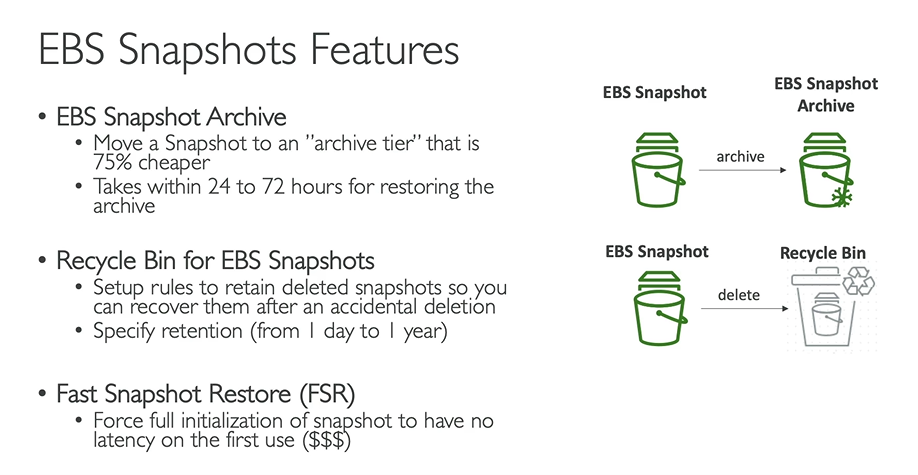 EBS Snapshots Features
• EBS Snapshot Archive
• Move a Snapshot to an ”archive tier” that is
75% cheaper
• Takes within 24 to 72 hours for restoring the
archive
• Recycle Bin for EBS Snapshots
• Setup rules to retain deleted snapshots so you
can recover them after an accidental deletion
• Specify retention (from 1 day to 1 year)
• Fast Snapshot Restore (FSR)
• Force full initialization of snapshot to have no
latency on the first use ($$$)
EBS Snapshot
EBS Snapshot
Archive
archive
EBS Snapshot
Recycle Bin
delete